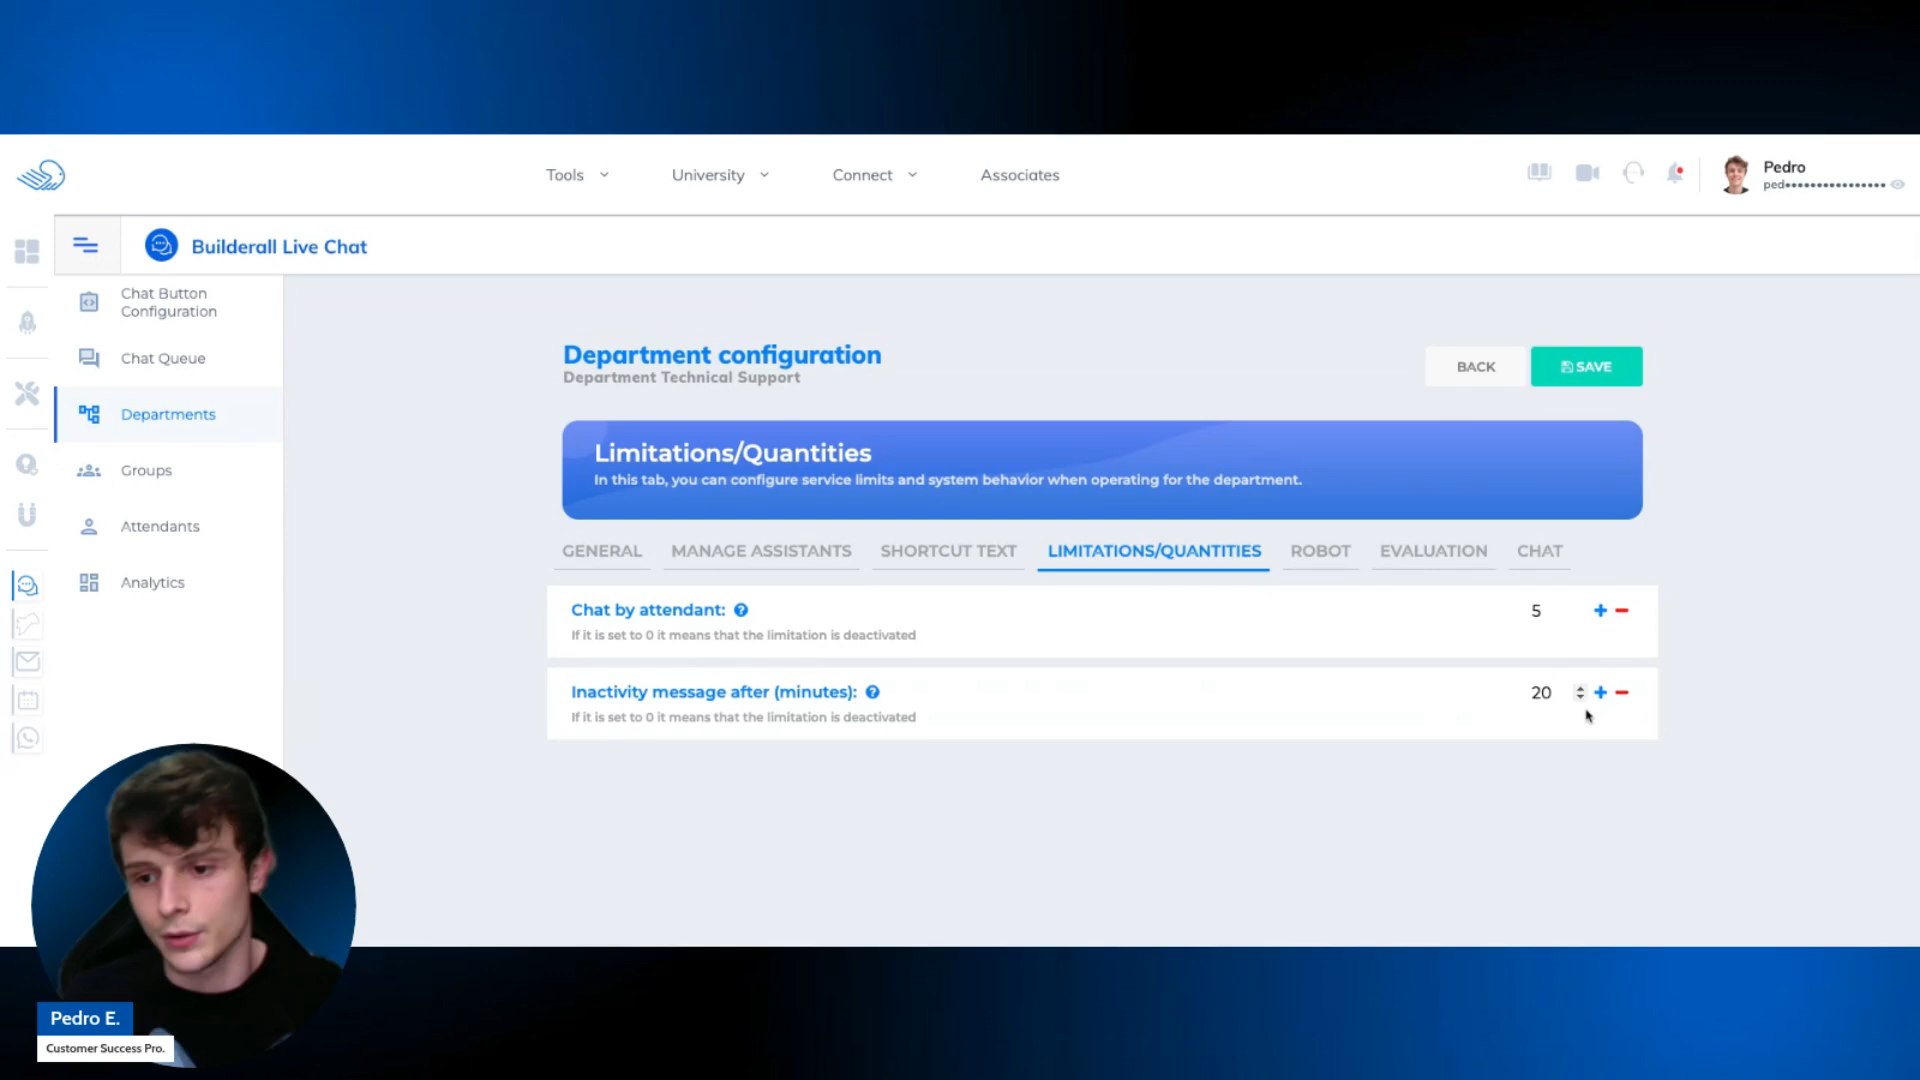 Tools
University
Connect
Associates
Pedro
ped••••••••••••••••
Builderall Live Chat
Chat Button
Configuration
Chat Queue
Departments
Groups
Attendants
Analytics
Department configuration
Department Technical Support
BACK
SAVE
Limitations/Quantities
In this tab, you can configure service limits and system behavior when operating for the department.
GENERAL
MANAGE ASSISTANTS
SHORTCUT TEXT
LIMITATIONS/QUANTITIES
ROBOT
EVALUATION
CHAT
Chat by attendant: ?
5
If it is set to 0 it means that the limitation is deactivated
Inactivity message after (minutes): ?
20
If it is set to 0 it means that the limitation is deactivated
Pedro E.
Customer Success Pro.